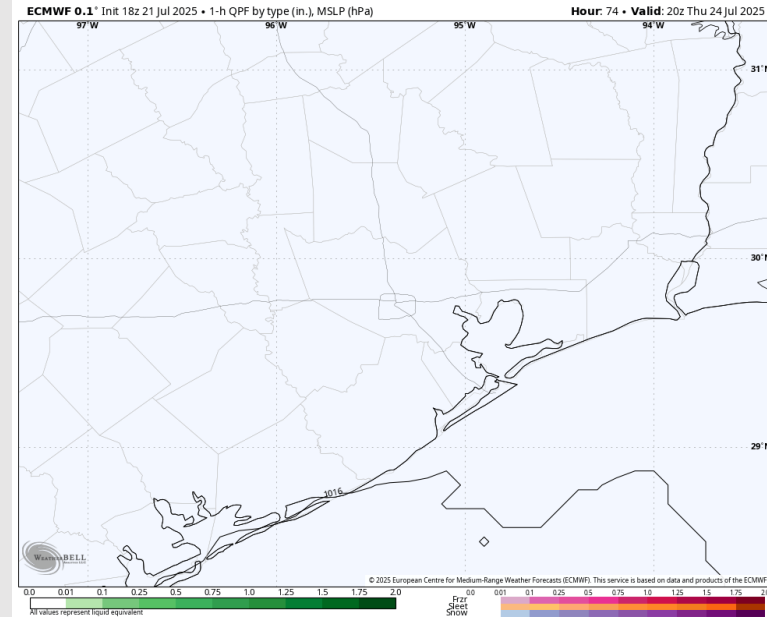 ECMWF 0.1° Init 18z 21 Jul 2025 • 1-h QPF by type (in.), MSLP (hPa)
Hour: 74 • Valid: 20z Thu 24 Jul 2025
97°W 96°W 95°W 94°W
31°N
30°N
29°N
1016
WEATHERBELL
© 2025 European Centre for Medium-Range Weather Forecasts (ECMWF). This service is based on data and products of the ECMWF
0.0 0.01 0.1 0.25 0.5 0.75 1.0 1.25 1.5 1.75 2.0
All values represent liquid equivalent
0.0 0.01 0.1 0.25 0.5 0.75 1.0 1.25 1.5 1.75 2.0
Frzr
Sleet
Snow